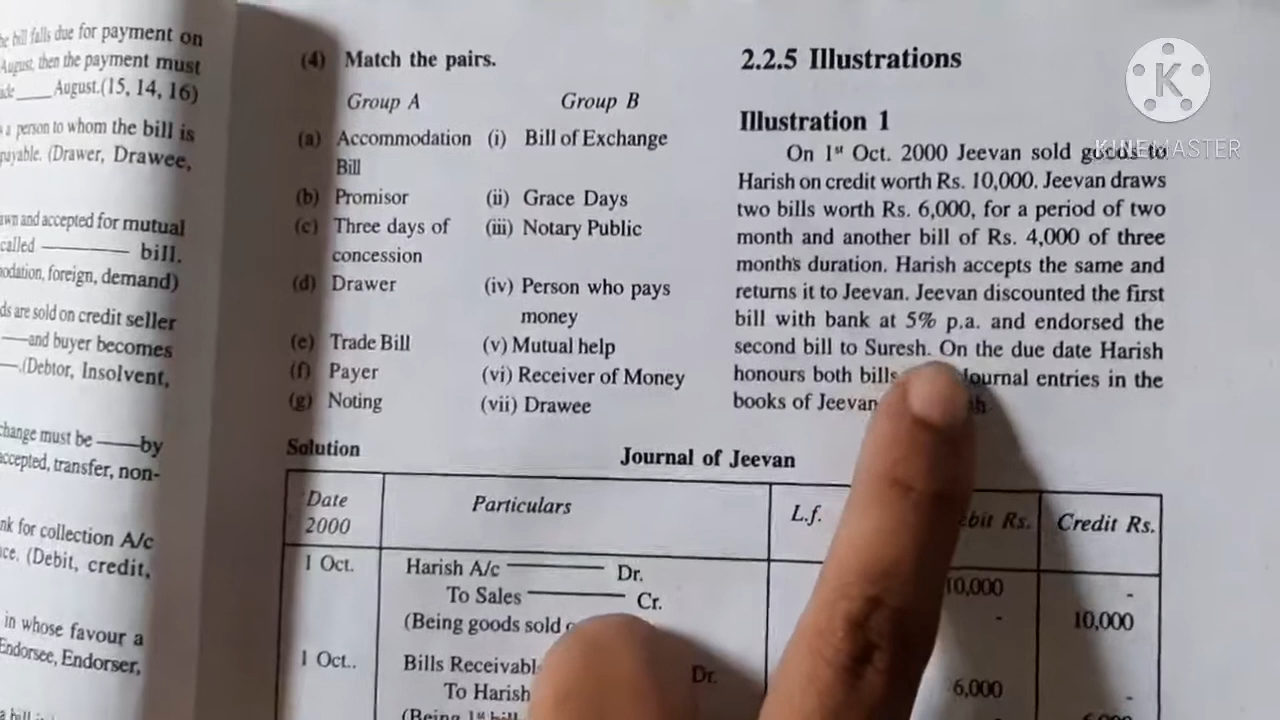 he bill falls due for payment on
August, then the payment must
ade ____ August.(15, 14, 16)
a person to whom the bill is
payable. (Drawer, Drawee,
awn and accepted for mutual
called ________ bill.
modation, foreign, demand)
ds are sold on credit seller
—and buyer becomes
—.(Debtor, Insolvent,
change must be ——by
accepted, transfer, non-
nk for collection A/c
ce. (Debit, credit,
in whose favour a
Endorsee, Endorser,
(4) Match the pairs.
Group A Group B
(a) Accommodation (i) Bill of Exchange
Bill
(b) Promisor (ii) Grace Days
(c) Three days of (iii) Notary Public
concession
(d) Drawer (iv) Person who pays
money
(e) Trade Bill (v) Mutual help
(f) Payer (vi) Receiver of Money
(g) Noting (vii) Drawee
2.2.5 Illustrations
Illustration 1
On 1st Oct. 2000 Jeevan sold goods to
Harish on credit worth Rs. 10,000. Jeevan draws
two bills worth Rs. 6,000, for a period of two
month and another bill of Rs. 4,000 of three
months duration. Harish accepts the same and
returns it to Jeevan. Jeevan discounted the first
bill with bank at 5% p.a. and endorsed the
second bill to Suresh. On the due date Harish
honours both bills Journal entries in the
books of Jeevan
K
KINEMASTER
Solution Journal of Jeevan
Date Particulars L.f. ebit Rs. Credit Rs.
2000
1 Oct. Harish A/c ———— Dr. 10,000 -
To Sales ———— Cr. - 10,000
(Being goods sold
1 Oct.. Bills Receivabl Dr. 6,000 -
To Harish
(Being 1st bill